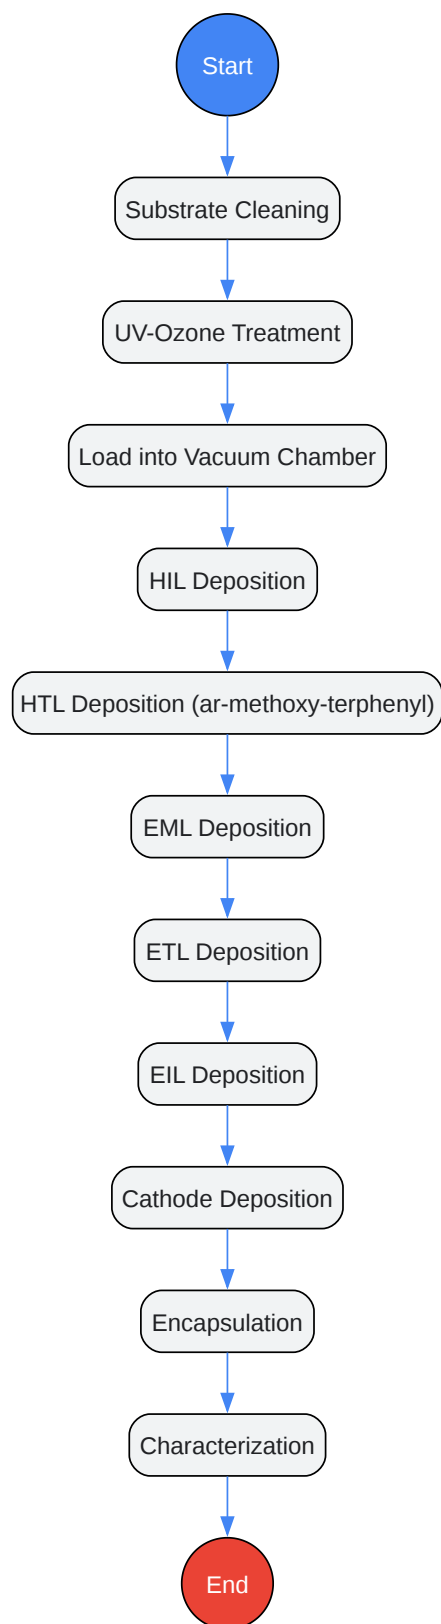 Start
Substrate Cleaning
UV-Ozone Treatment
Load into Vacuum Chamber
HIL Deposition
HTL Deposition (ar-methoxy-terphenyl)
EML Deposition
ETL Deposition
EIL Deposition
Cathode Deposition
Encapsulation
Characterization
End